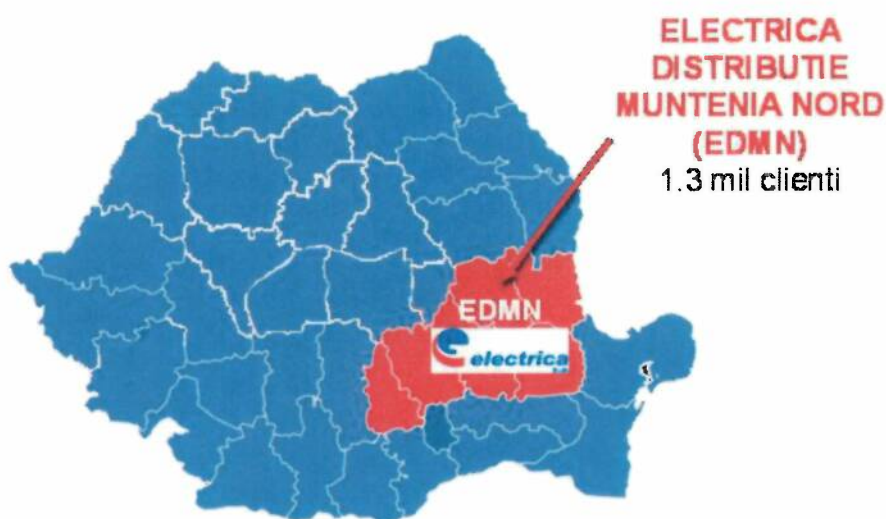 ELECTRICA
DISTRIBUTIE
MUNTENIA NORD
(EDMN)
1.3 mil clienti
EDMN
electrica